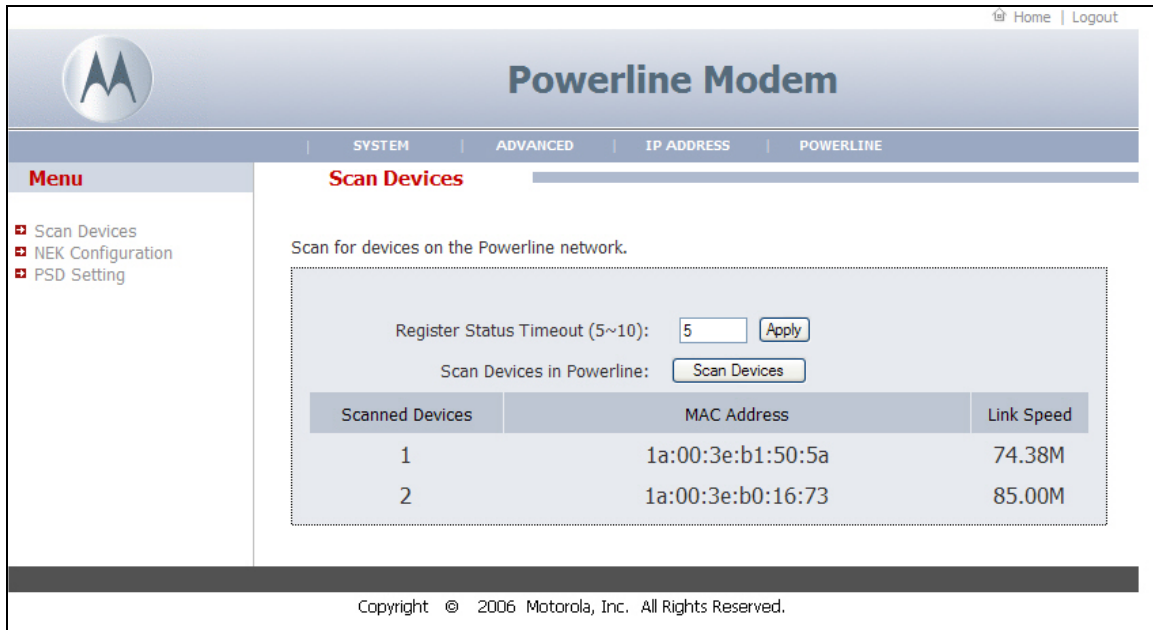 Home | Logout
Powerline Modem
| SYSTEM | ADVANCED | IP ADDRESS | POWERLINE
Menu
Scan Devices
NEK Configuration
PSD Setting
Scan Devices
Scan for devices on the Powerline network.
Register Status Timeout (5~10): 5 Apply
Scan Devices in Powerline: Scan Devices
Scanned Devices MAC Address Link Speed
1 1a:00:3e:b1:50:5a 74.38M
2 1a:00:3e:b0:16:73 85.00M
Copyright © 2006 Motorola, Inc. All Rights Reserved.